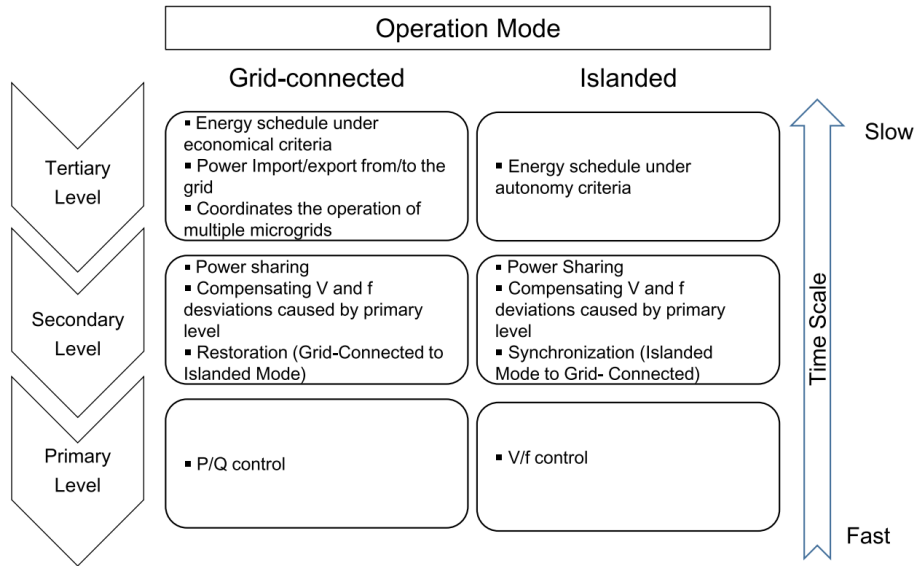 Operation Mode
Grid-connected
Islanded
Tertiary
Level
▪ Energy schedule under
economical criteria
▪ Power Import/export from/to the
grid
▪ Coordinates the operation of
multiple microgrids
▪ Energy schedule under
autonomy criteria
Slow
Secondary
Level
▪ Power sharing
▪ Compensating V and f
desviations caused by primary
level
▪ Restoration (Grid-Connected to
Islanded Mode)
▪ Power Sharing
▪ Compensating V and f
deviations caused by primary
level
▪ Synchronization (Islanded
Mode to Grid- Connected)
Time Scale
Primary
Level
▪ P/Q control
▪ V/f control
Fast